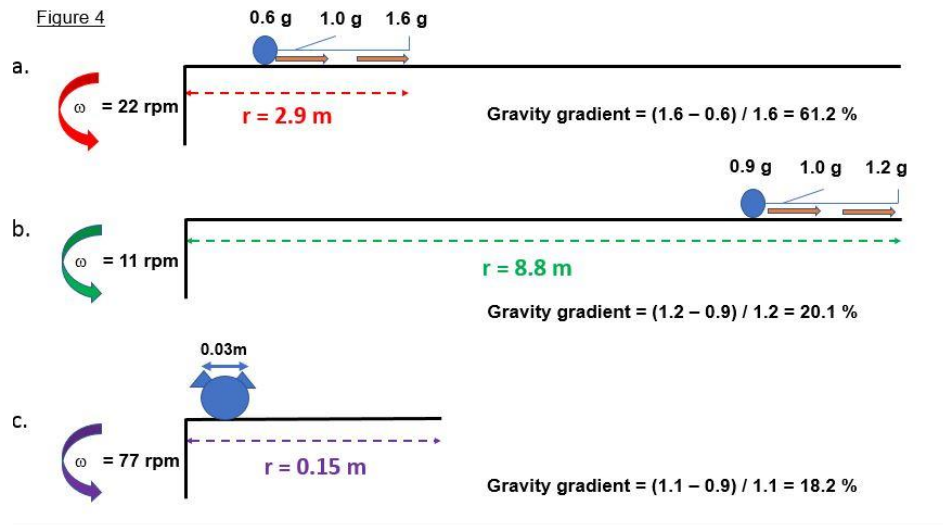 Figure 4
0.6 g 1.0 g 1.6 g
a.
ω = 22 rpm
r = 2.9 m
Gravity gradient = (1.6 – 0.6) / 1.6 = 61.2 %
0.9 g 1.0 g 1.2 g
b.
ω = 11 rpm
r = 8.8 m
Gravity gradient = (1.2 – 0.9) / 1.2 = 20.1 %
0.03m
c.
ω = 77 rpm
r = 0.15 m
Gravity gradient = (1.1 – 0.9) / 1.1 = 18.2 %